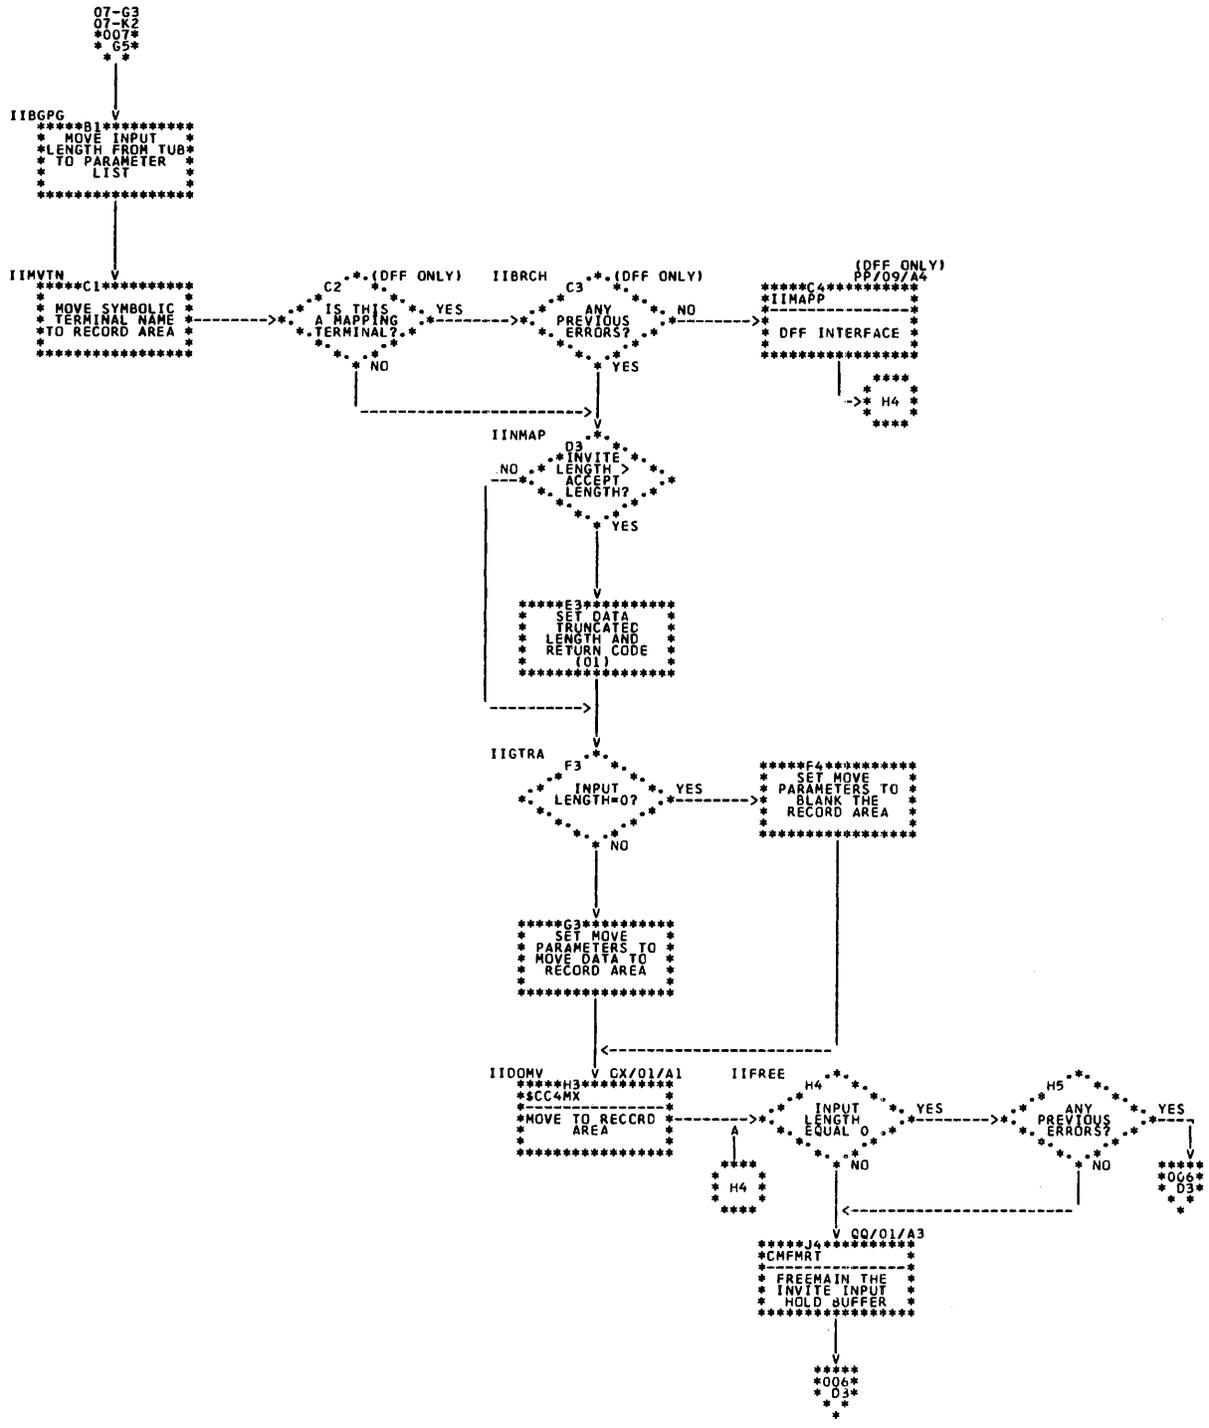 07-G3
07-K2
*007*
* G5*
* *
IIBGPG
*****B1**********
MOVE INPUT
LENGTH FROM TUB
TO PARAMETER
LIST
IIMVTN
*****C1**********
MOVE SYMBOLIC
TERMINAL NAME
TO RECORD AREA
(DFF ONLY)
C2
IS THIS
A MAPPING
TERMINAL?
YES
NO
IIBRCH
(DFF ONLY)
C3
ANY
PREVIOUS
ERRORS?
NO
YES
(DFF ONLY)
PP/09/A4
*****C4**********
IIMAPP
DFF INTERFACE
H4
IINMAP
D3
INVITE
LENGTH >
ACCEPT
LENGTH?
NO
YES
*****E3**********
SET DATA
TRUNCATED
LENGTH AND
RETURN CODE
(01)
IIGTRA
F3
INPUT
LENGTH=0?
YES
NO
*****F4**********
SET MOVE
PARAMETERS TO
BLANK THE
RECORD AREA
*****G3**********
SET MOVE
PARAMETERS TO
MOVE DATA TO
RECORD AREA
IIDOMV
GX/01/A1
*****H3**********
$CC4MX
MOVE TO RECORD
AREA
IIFREE
H4
INPUT
LENGTH
EQUAL 0
YES
NO
H4
H5
ANY
PREVIOUS
ERRORS?
YES
NO
*006*
* D3*
QQ/01/A3
*****J4**********
CMFMRT
FREEMAIN THE
INVITE INPUT
HOLD BUFFER
*006*
* D3*